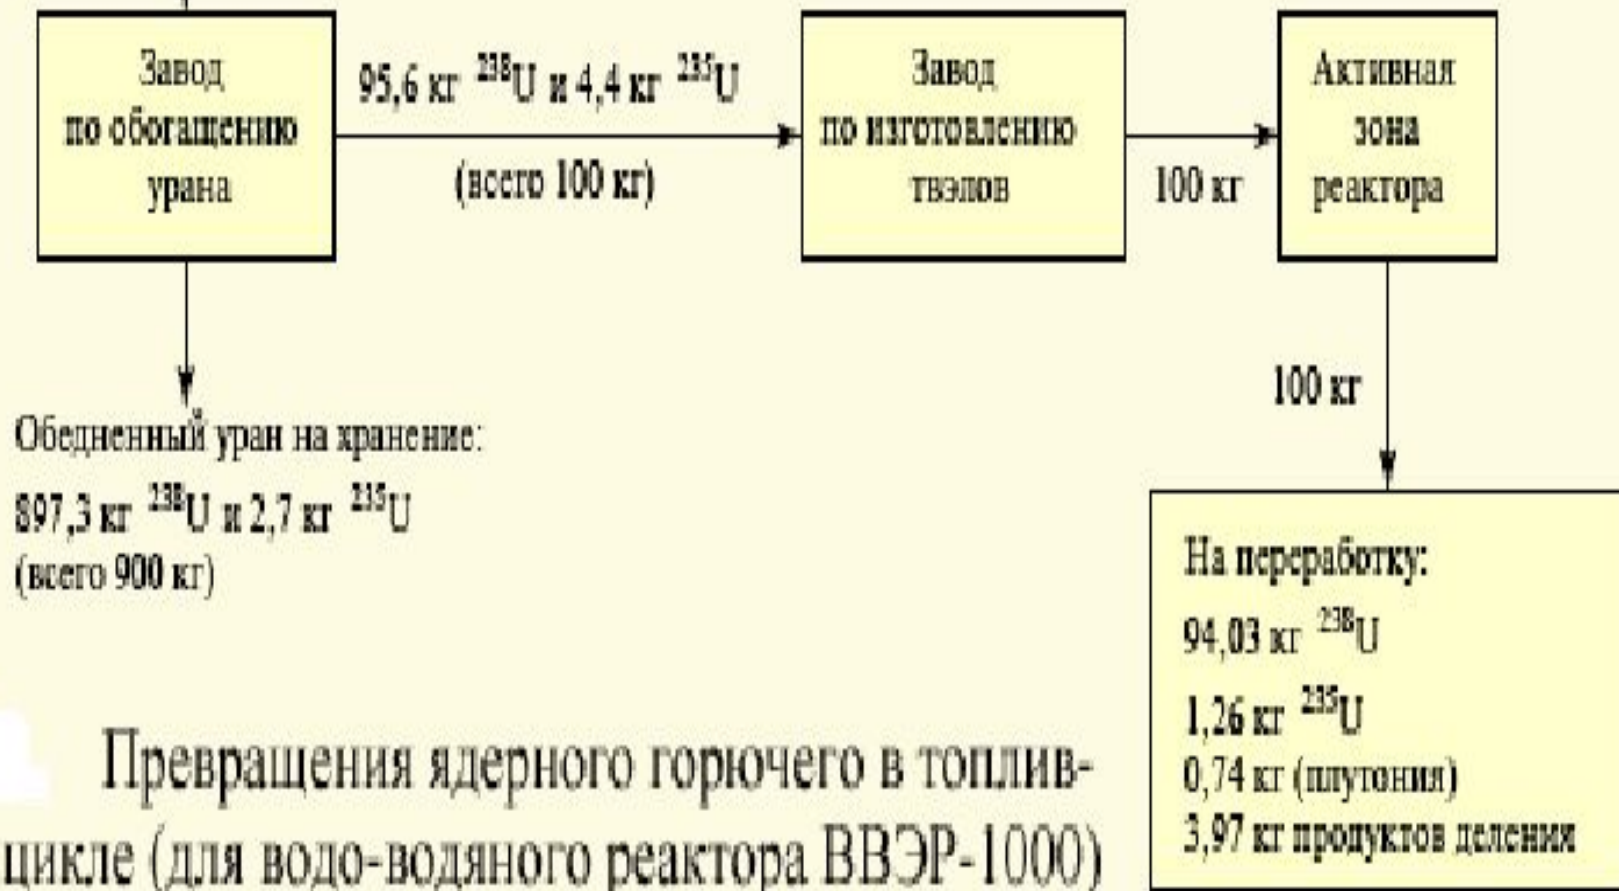 Завод
по обогащению
урана
95,6 кг ²³⁸U и 4,4 кг ²³⁵U
(всего 100 кг)
Завод
по изготовлению
твэлов
100 кг
Активная
зона
реактора
100 кг
Обедненный уран на хранение:
897,3 кг ²³⁸U и 2,7 кг ²³⁵U
(всего 900 кг)
На переработку:
94,03 кг ²³⁸U
1,26 кг ²³⁵U
0,74 кг (плутония)
3,97 кг продуктов деления
Превращения ядерного горючего в топлив-
цикле (для водо-водяного реактора ВВЭР-1000)